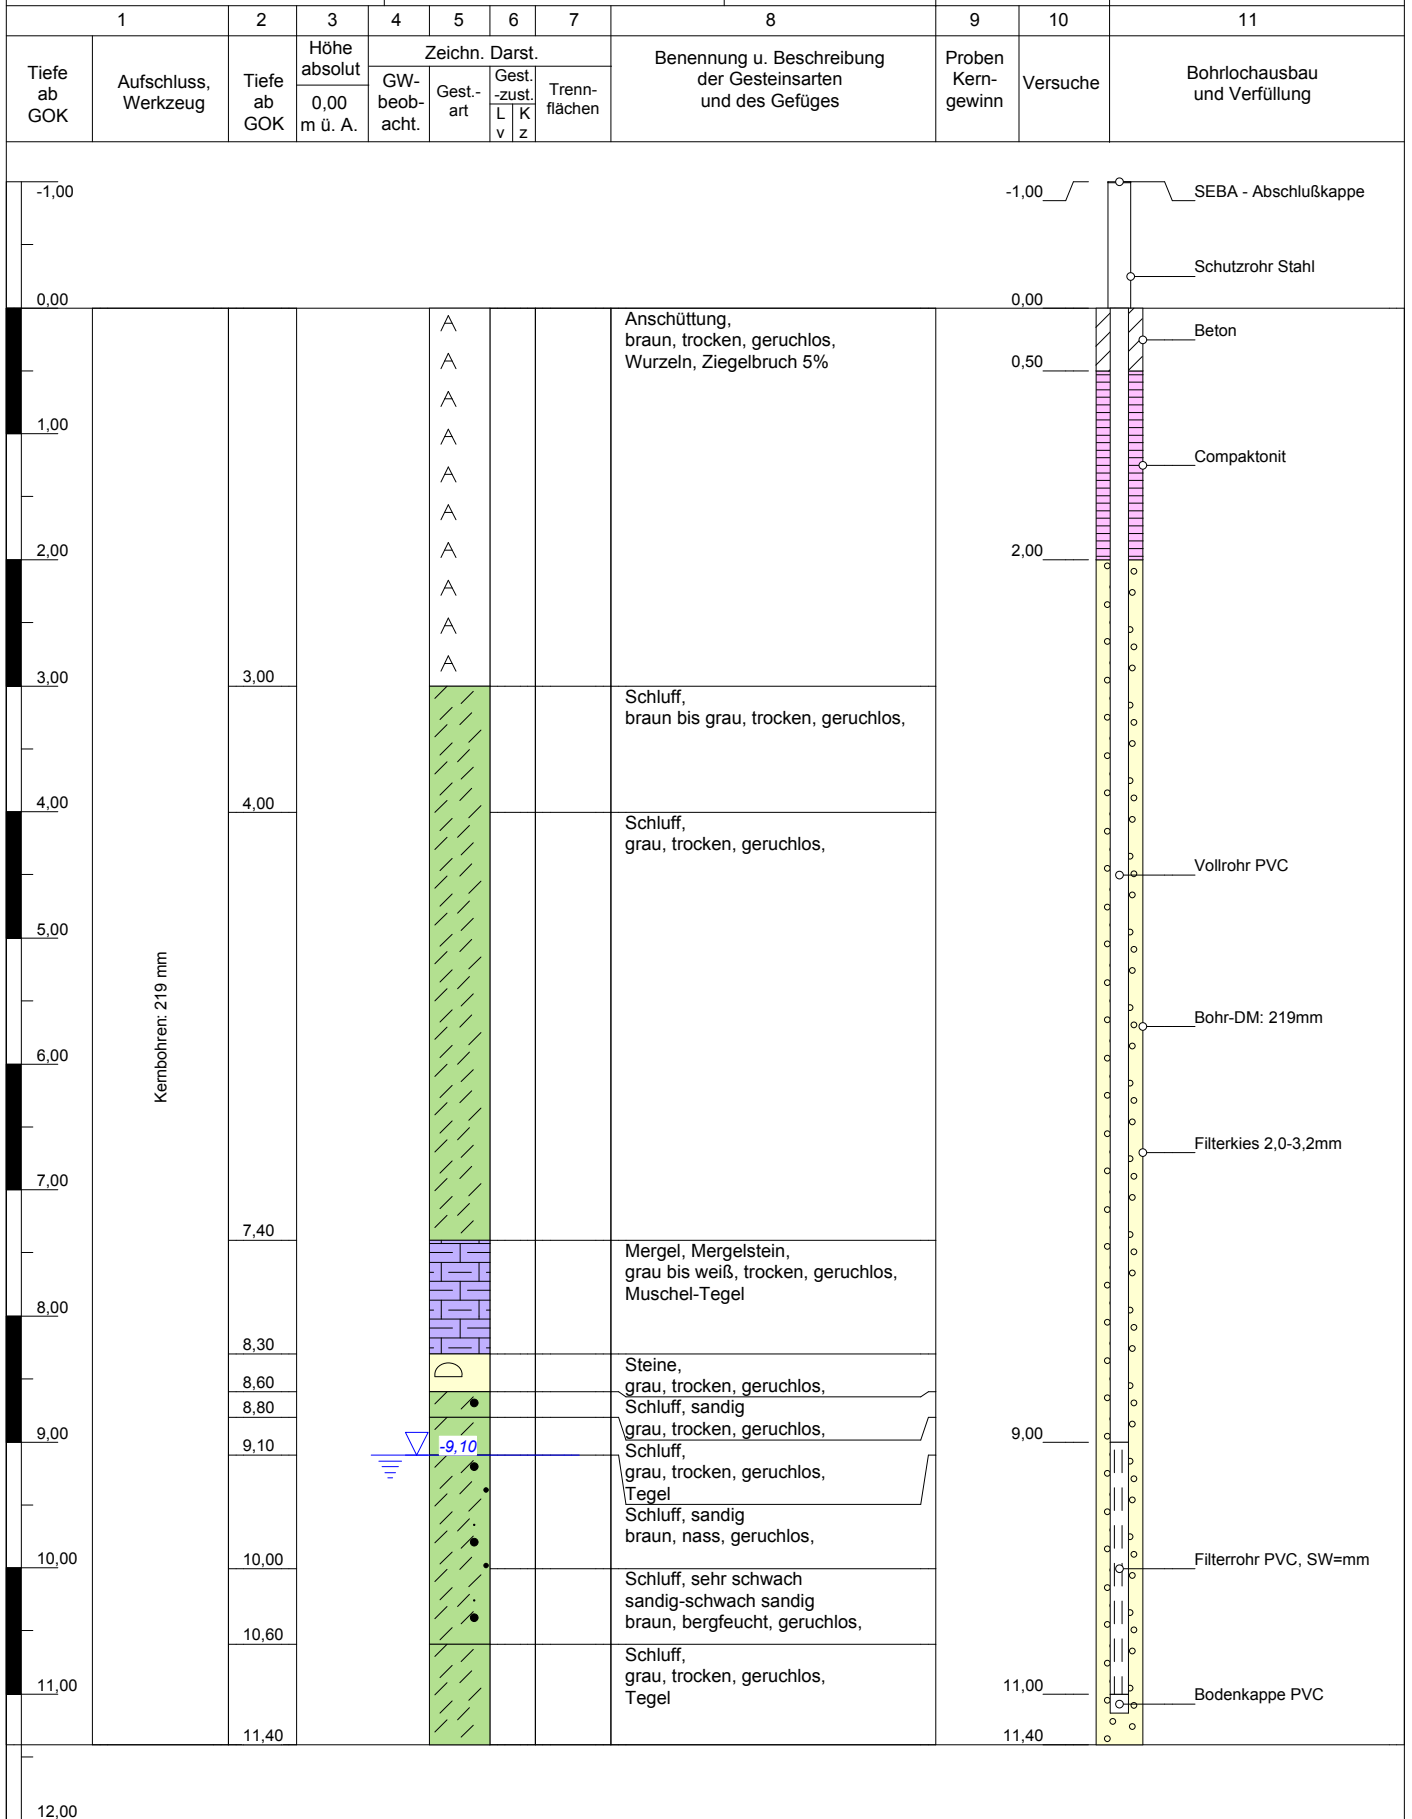 1 2 3 4 5 6 7 8 9 10 11
Tiefe
ab
GOK
Aufschluss,
Werkzeug
Tiefe
ab
GOK
Höhe
absolut
0,00
m ü. A.
Zeichn. Darst.
GW-
beob-
acht.
Gest.-
art
Gest.
-zust.
L K
v z
Trenn-
flächen
Benennung u. Beschreibung
der Gesteinsarten
und des Gefüges
Proben
Kern-
gewinn
Versuche
Bohrlochausbau
und Verfüllung
-1,00
0,00
1,00
2,00
3,00
4,00
5,00
6,00
7,00
8,00
9,00
10,00
11,00
12,00
Kernbohren: 219 mm
3,00
4,00
7,40
8,30
8,60
8,80
9,10
10,00
10,60
11,40
-9,10
Anschüttung,
braun, trocken, geruchlos,
Wurzeln, Ziegelbruch 5%
Schluff,
braun bis grau, trocken, geruchlos,
Schluff,
grau, trocken, geruchlos,
Mergel, Mergelstein,
grau bis weiß, trocken, geruchlos,
Muschel-Tegel
Steine,
grau, trocken, geruchlos,
Schluff, sandig
grau, trocken, geruchlos,
Schluff,
grau, trocken, geruchlos,
Tegel
Schluff, sandig
braun, nass, geruchlos,
Schluff, sehr schwach
sandig-schwach sandig
braun, bergfeucht, geruchlos,
Schluff,
grau, trocken, geruchlos,
Tegel
-1,00
0,00
0,50
2,00
9,00
11,00
11,40
SEBA - Abschlußkappe
Schutzrohr Stahl
Beton
Compaktonit
Vollrohr PVC
Bohr-DM: 219mm
Filterkies 2,0-3,2mm
Filterrohr PVC, SW=mm
Bodenkappe PVC